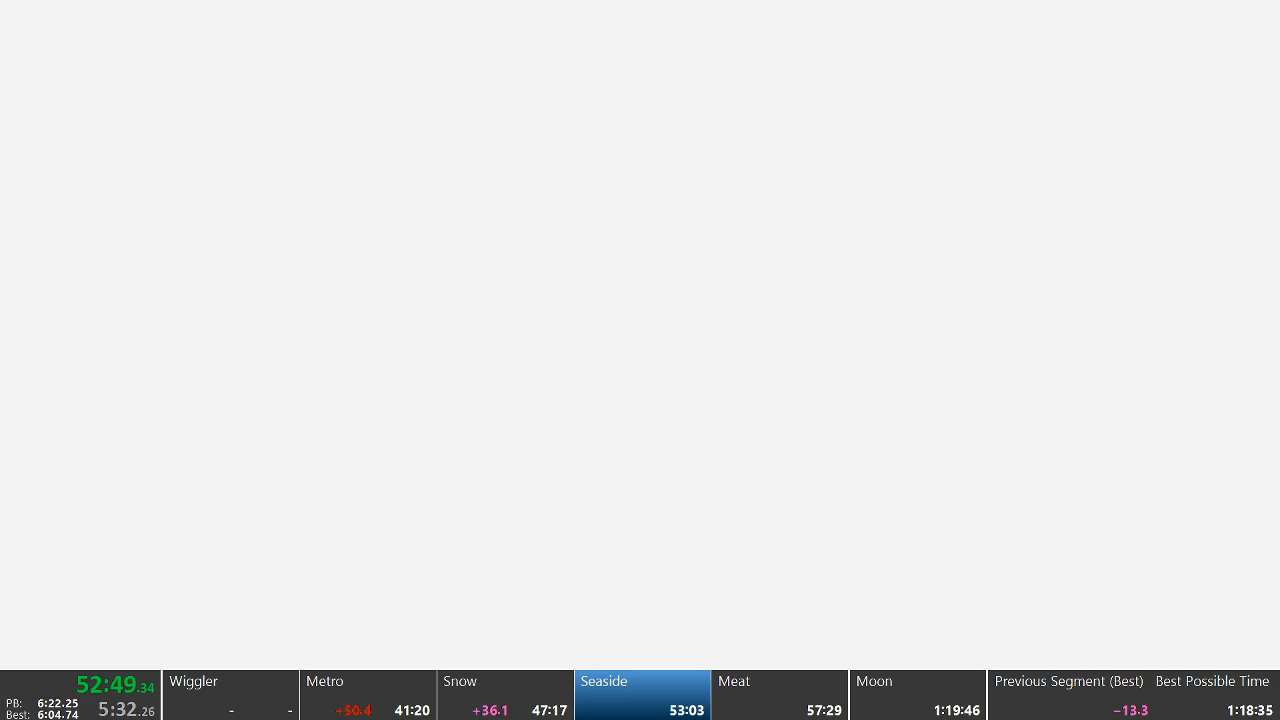 52:49.34
PB: 6:22.25
Best: 6:04.74
5:32.26
Wiggler
- -
Metro
+50.4 41:20
Snow
+36.1 47:17
Seaside
53:03
Meat
57:29
Moon
1:19:46
Previous Segment (Best)
-13.3
Best Possible Time
1:18:35